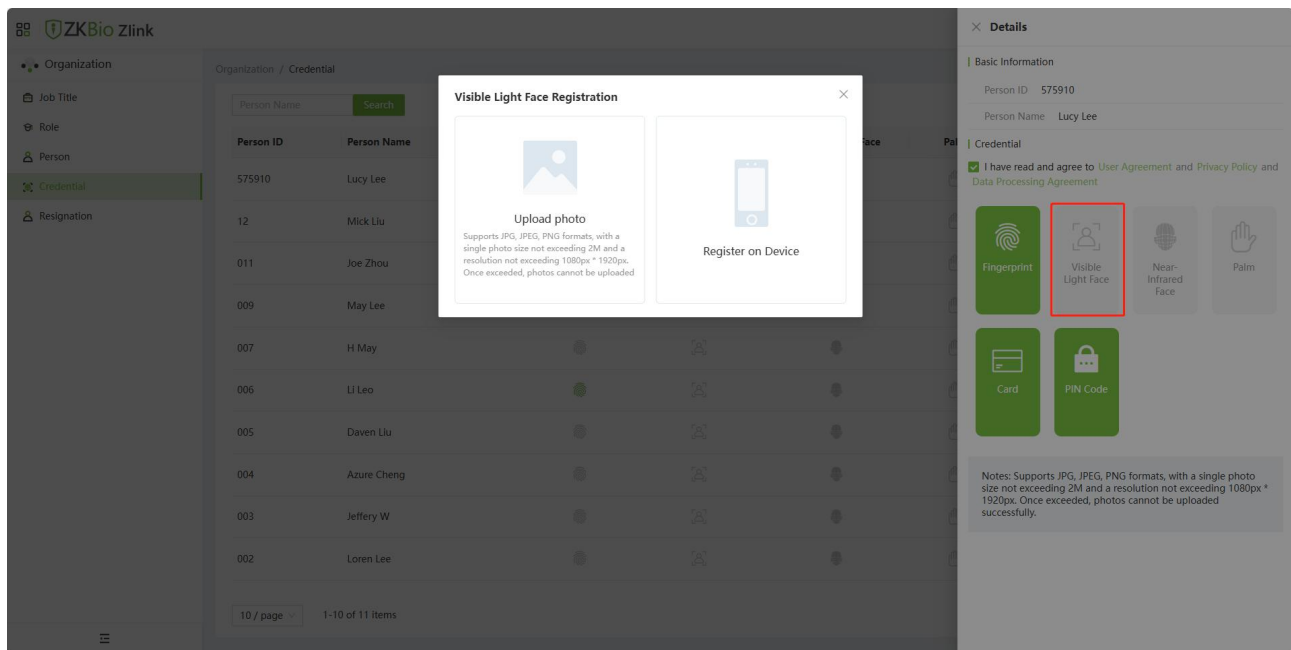 ZKBio Zlink
Organization
Job Title
Role
Person
Credential
Resignation
Organization / Credential
Person Name
Search
Person ID
Person Name
Face
575910
Lucy Lee
12
Mick Liu
011
Joe Zhou
009
May Lee
007
H May
006
Li Leo
005
Daven Liu
004
Azure Cheng
003
Jeffery W
002
Loren Lee
10 / page
1-10 of 11 items
Visible Light Face Registration
Upload photo
Supports JPG, JPEG, PNG formats, with a
single photo size not exceeding 2M and a
resolution not exceeding 1080px * 1920px.
Once exceeded, photos cannot be uploaded
Register on Device
Details
Basic Information
Person ID 575910
Person Name Lucy Lee
Credential
I have read and agree to User Agreement and Privacy Policy and
Data Processing Agreement
Fingerprint
Visible
Light Face
Near-
Infrared
Face
Palm
Card
PIN Code
Notes: Supports JPG, JPEG, PNG formats, with a single photo
size not exceeding 2M and a resolution not exceeding 1080px *
1920px. Once exceeded, photos cannot be uploaded
successfully.